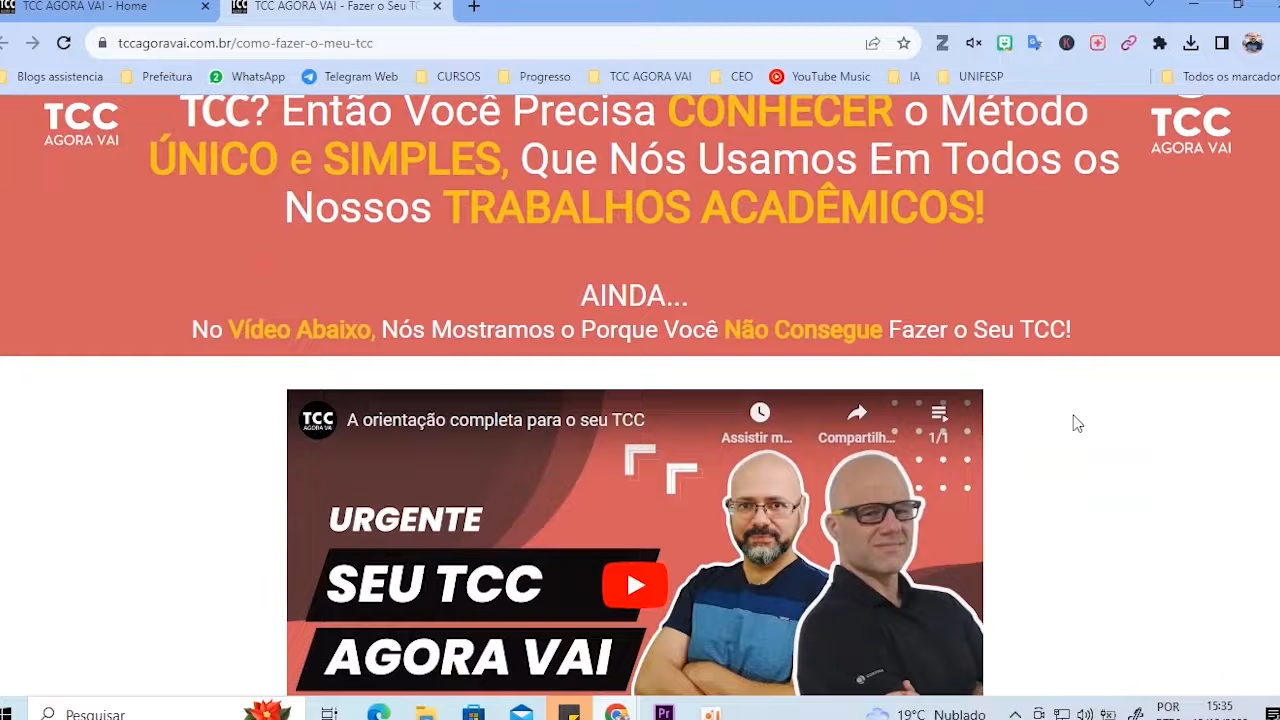 TCC AGORA VAI - Home
TCC AGORA VAI - Fazer o Seu TC
tccagoravai.com.br/como-fazer-o-meu-tcc
Blogs assistencia
Prefeitura
2 WhatsApp
Telegram Web
CURSOS
Progresso
TCC AGORA VAI
CEO
YouTube Music
IA
UNIFESP
Todos os marcado
TCC
AGORA VAI
TCC? Então Você Precisa CONHECER o Método
ÚNICO e SIMPLES, Que Nós Usamos Em Todos os
Nossos TRABALHOS ACADÊMICOS!
TCC
AGORA VAI
AINDA...
No Vídeo Abaixo, Nós Mostramos o Porque Você Não Consegue Fazer o Seu TCC!
TCC
AGORA VAI
A orientação completa para o seu TCC
Assistir m...
Compartilh...
1/1
URGENTE
SEU TCC
AGORA VAI
Pesquisar
Pr
19°C Nublado
POR
15:35